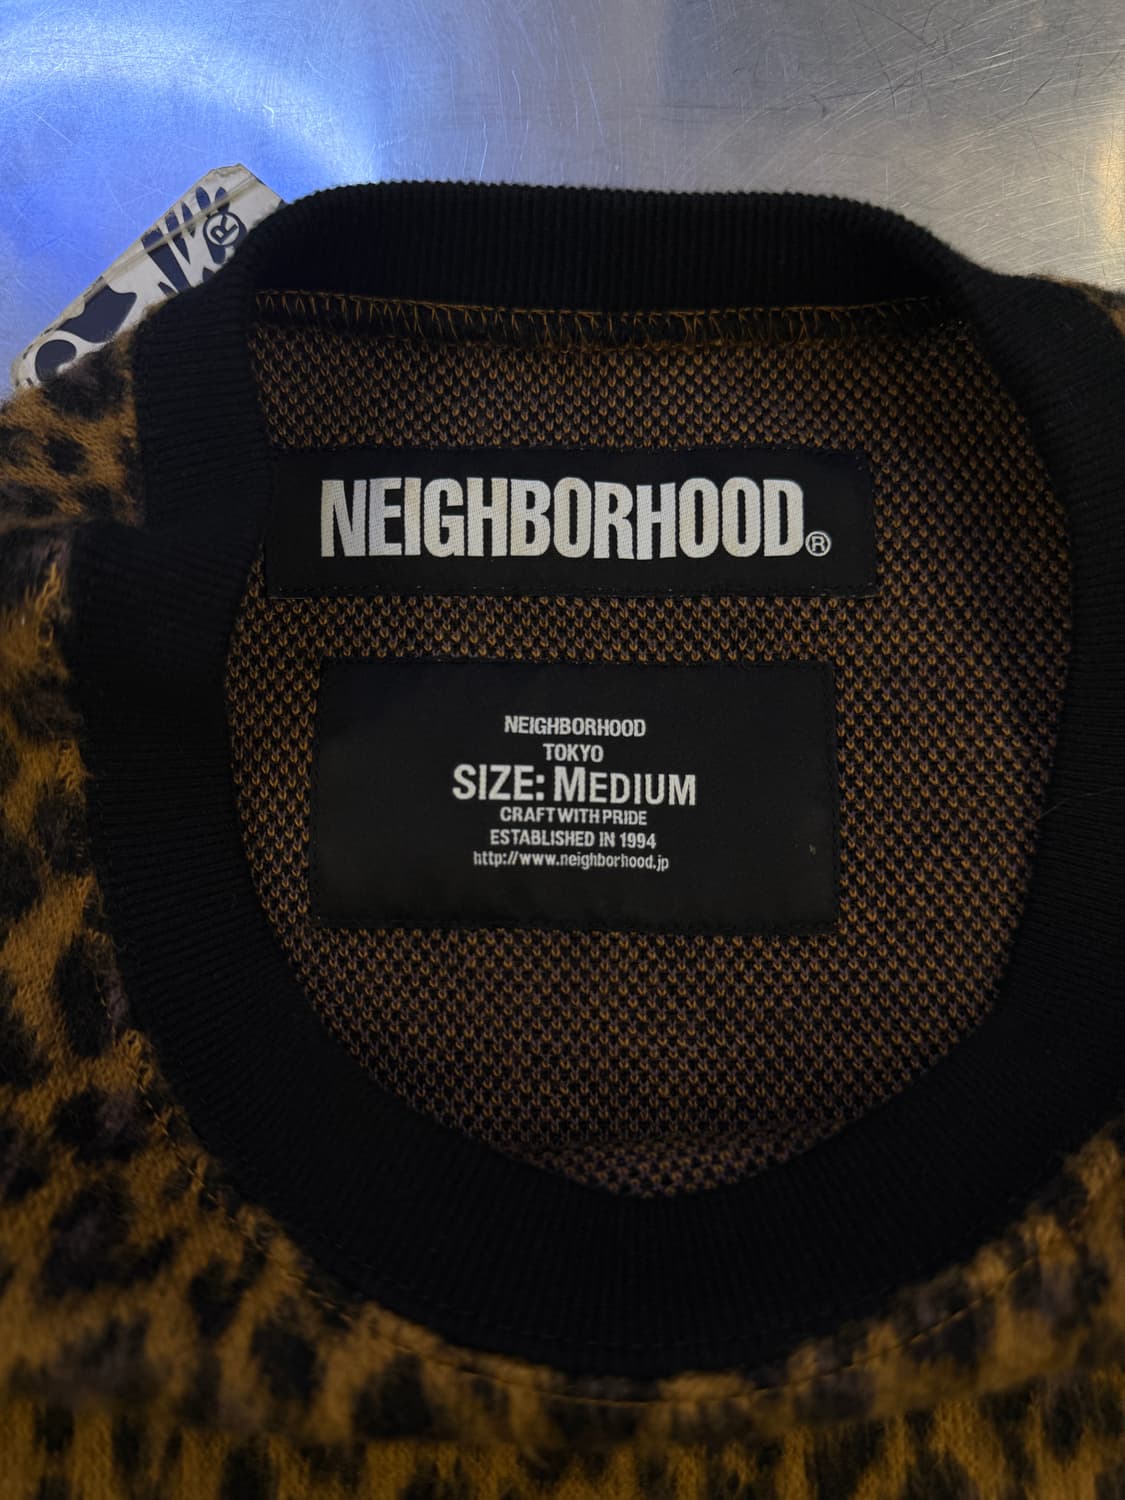 ®
NEIGHBORHOOD®
NEIGHBORHOOD
TOKYO
SIZE: MEDIUM
CRAFT WITH PRIDE
ESTABLISHED IN 1994
http://www.neighborhood.jp